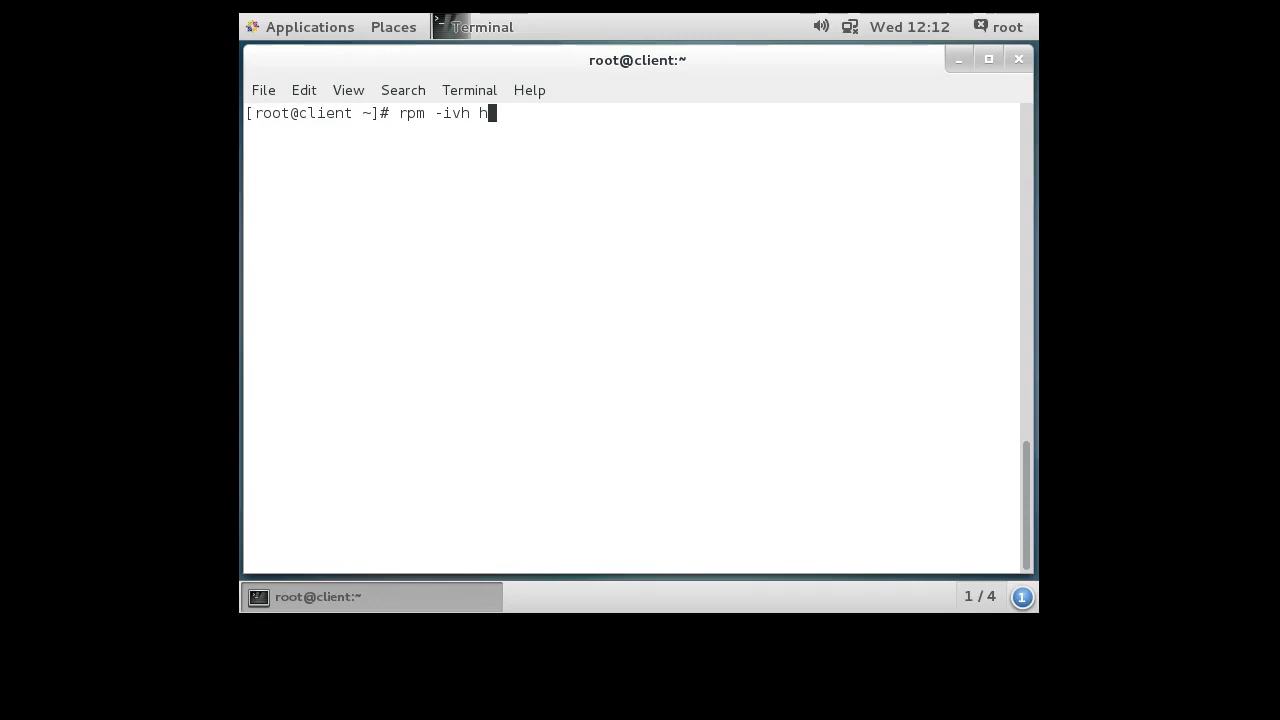 Applications Places Terminal Wed 12:12 root
root@client:~
File Edit View Search Terminal Help
[root@client ~]# rpm -ivh h
root@client:~ 1 / 4 1